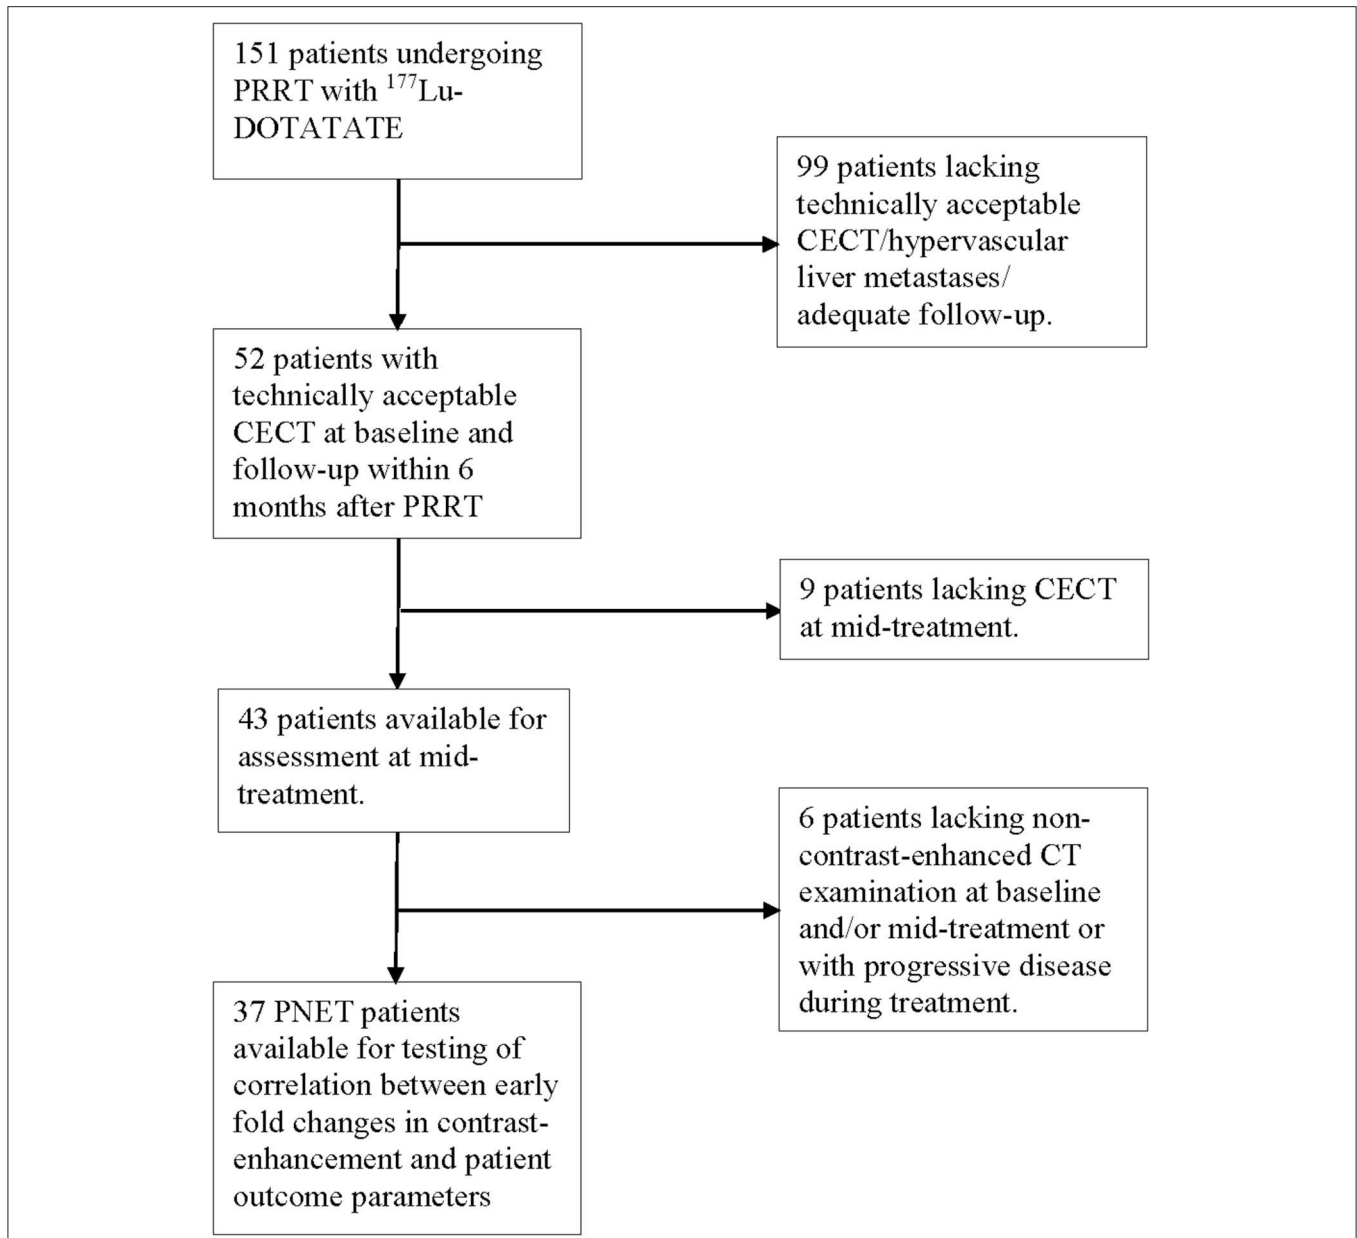 151 patients undergoing
PRRT with ¹⁷⁷Lu-
DOTATATE
99 patients lacking
technically acceptable
CECT/hypervascular
liver metastases/
adequate follow-up.
52 patients with
technically acceptable
CECT at baseline and
follow-up within 6
months after PRRT
9 patients lacking CECT
at mid-treatment.
43 patients available for
assessment at mid-
treatment.
6 patients lacking non-
contrast-enhanced CT
examination at baseline
and/or mid-treatment or
with progressive disease
during treatment.
37 PNET patients
available for testing of
correlation between early
fold changes in contrast-
enhancement and patient
outcome parameters